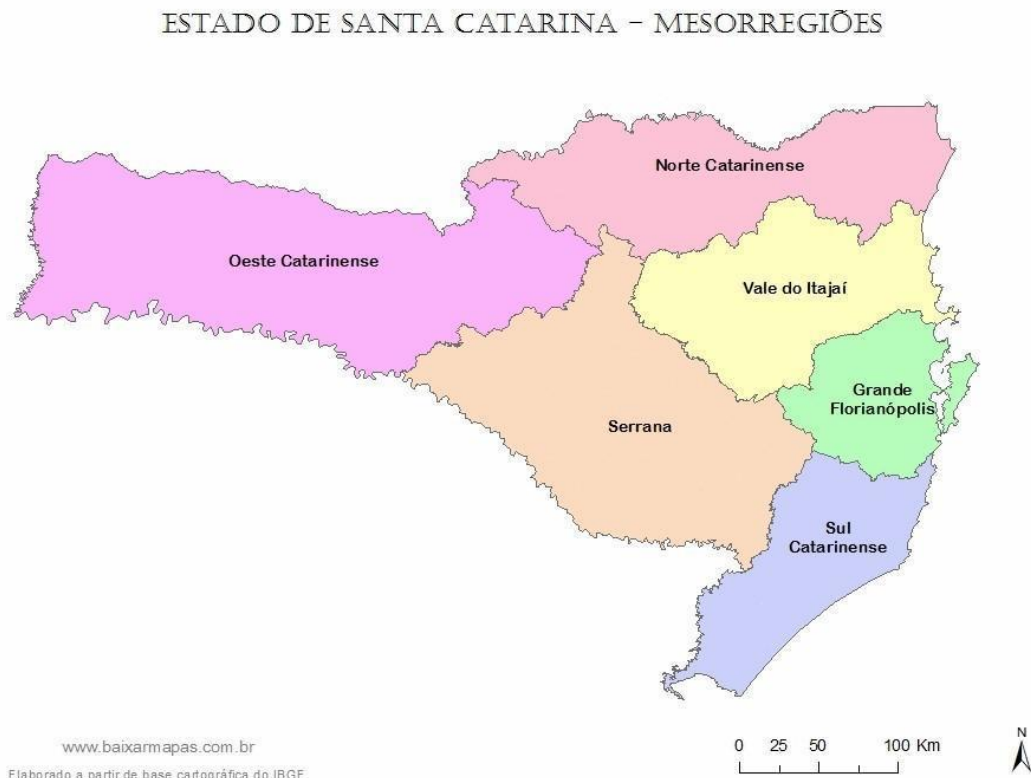 ESTADO DE SANTA CATARINA – MESORREGIÕES
Norte Catarinense
Oeste Catarinense
Vale do Itajaí
Grande
Florianópolis
Serrana
Sul
Catarinense
www.baixarmapas.com.br
0 25 50 100 Km
N
Elaborado a partir de base cartográfica do IBGE